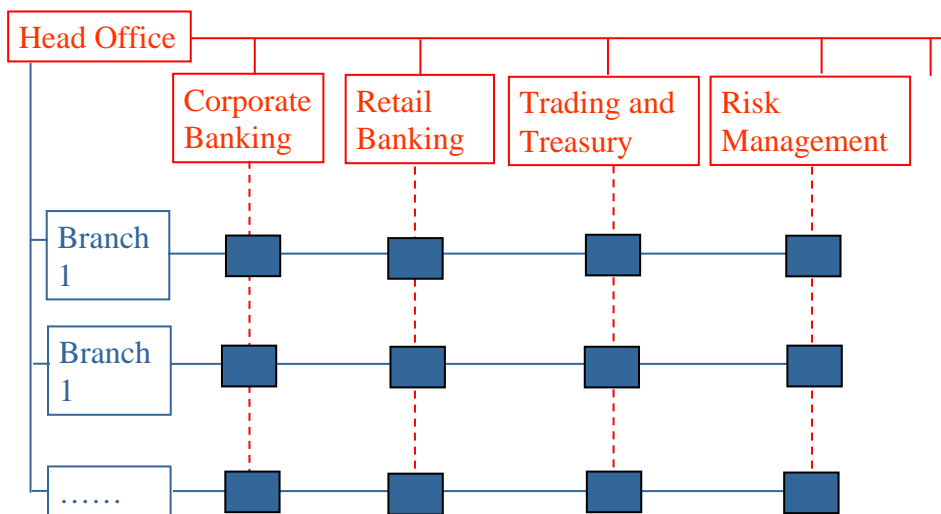 Head Office
Corporate
Banking
Retail
Banking
Trading and
Treasury
Risk
Management
Branch
1
Branch
1
……